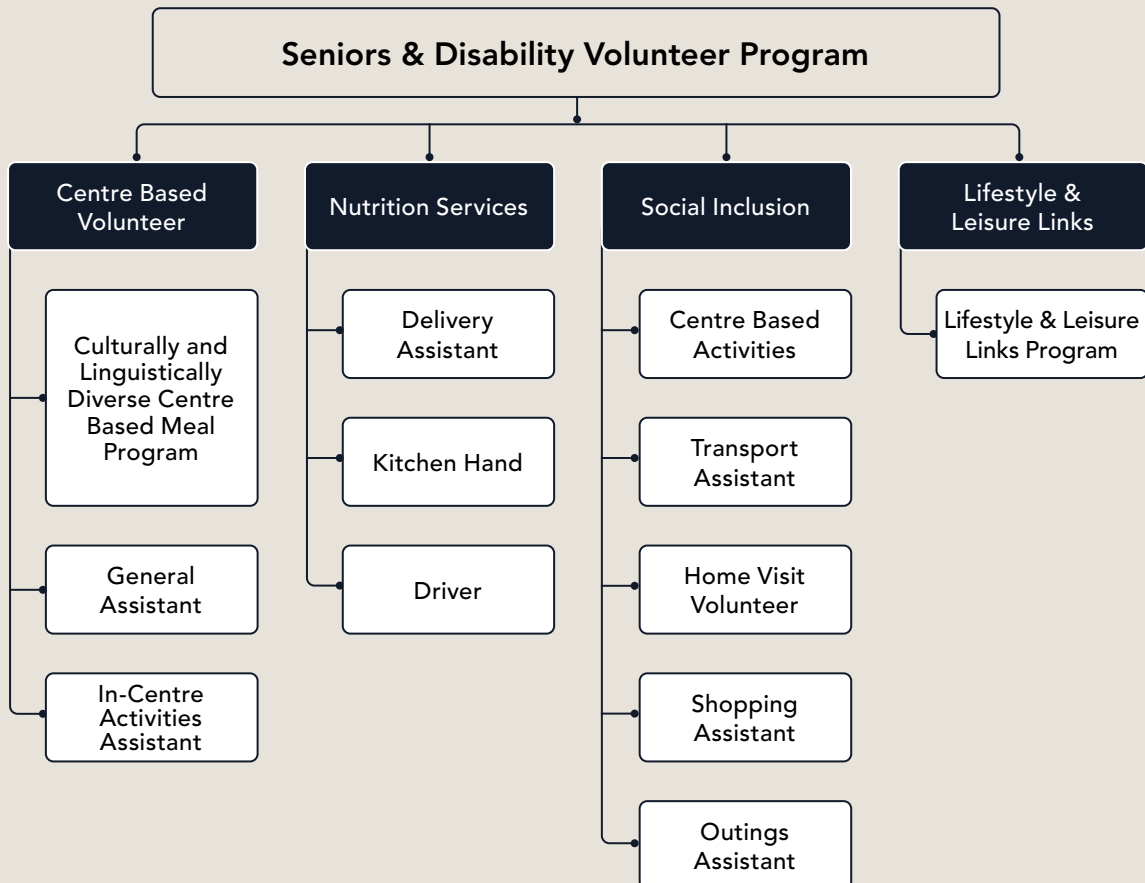 Seniors & Disability Volunteer Program
Centre Based
Volunteer
Culturally and
Linguistically
Diverse Centre
Based Meal
Program
General
Assistant
In-Centre
Activities
Assistant
Nutrition Services
Delivery
Assistant
Kitchen Hand
Driver
Social Inclusion
Centre Based
Activities
Transport
Assistant
Home Visit
Volunteer
Shopping
Assistant
Outings
Assistant
Lifestyle &
Leisure Links
Lifestyle & Leisure
Links Program